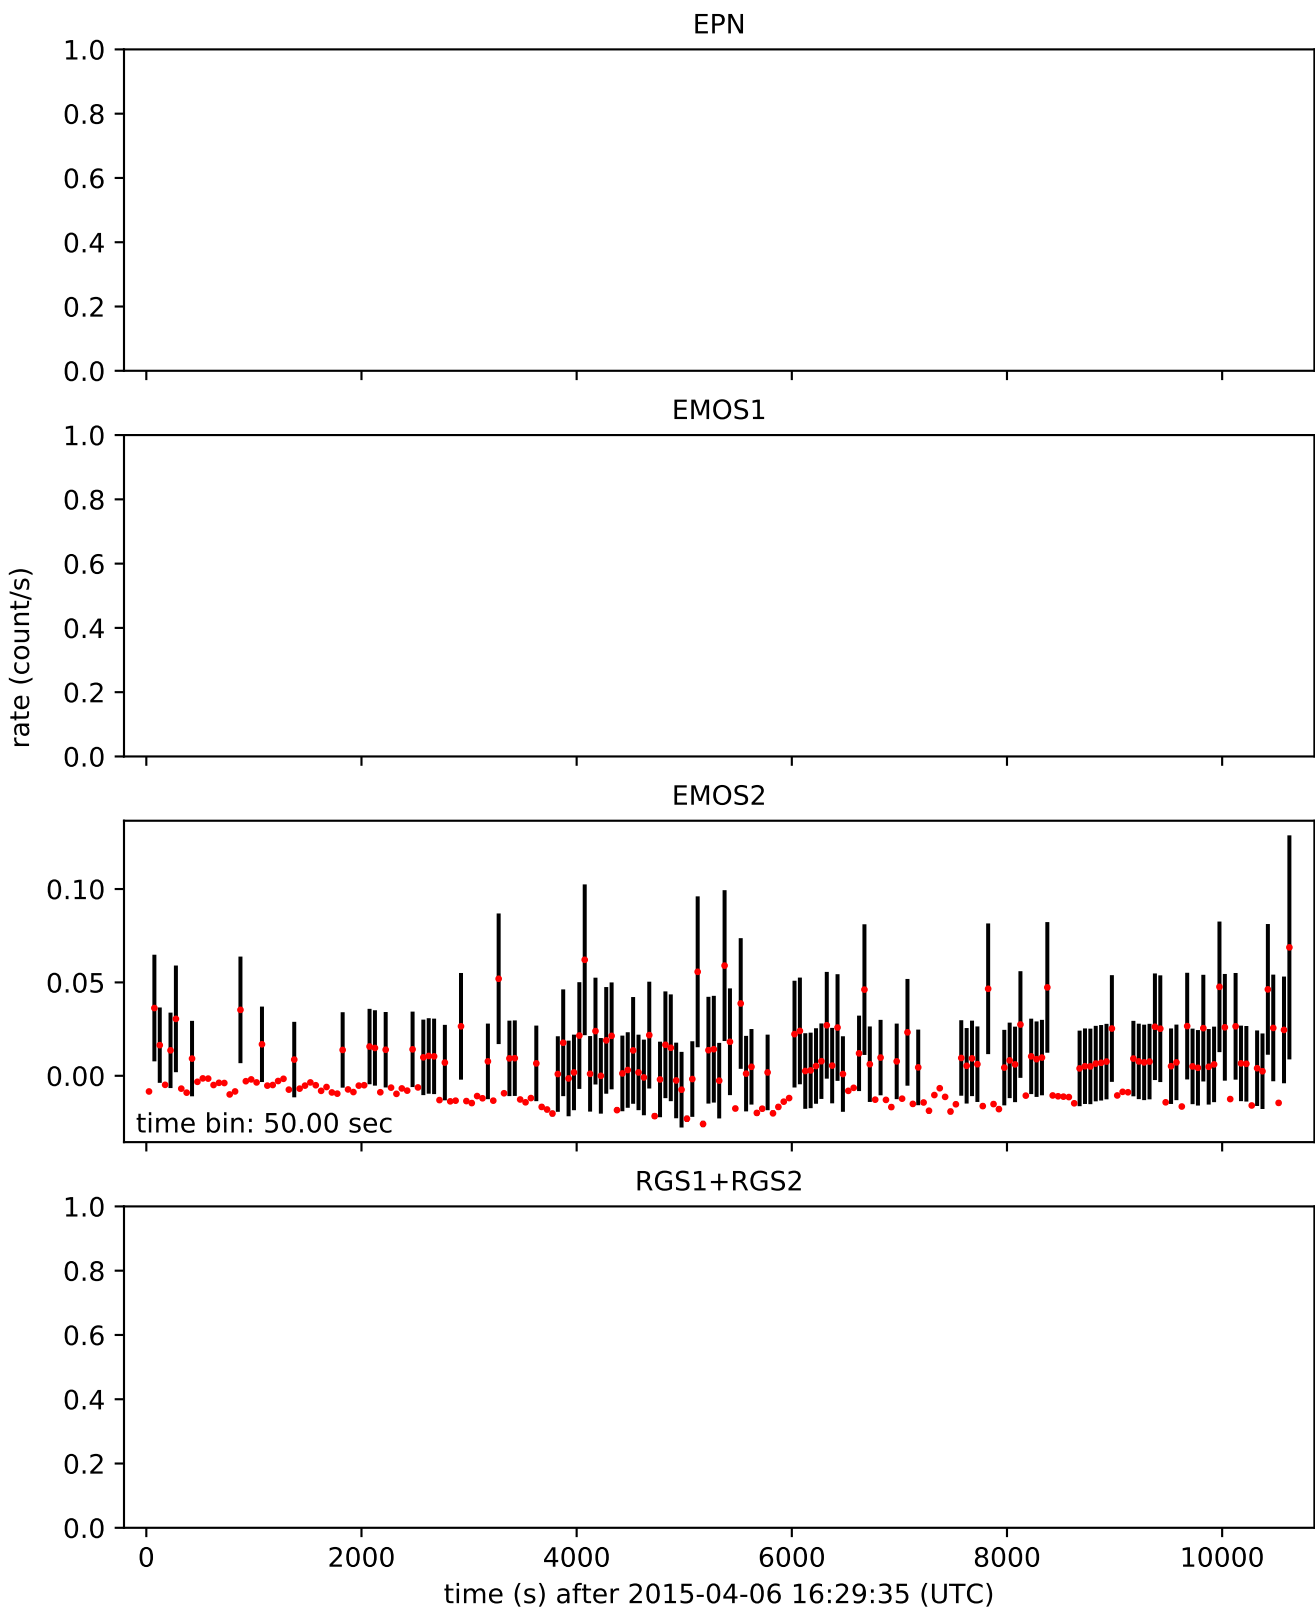 EPN
1.0
0.8
0.6
0.4
0.2
0.0
EMOS1
1.0
0.8
0.6
0.4
0.2
0.0
rate (count/s)
EMOS2
0.10
0.05
0.00
time bin: 50.00 sec
RGS1+RGS2
1.0
0.8
0.6
0.4
0.2
0.0
0 2000 4000 6000 8000 10000
time (s) after 2015-04-06 16:29:35 (UTC)